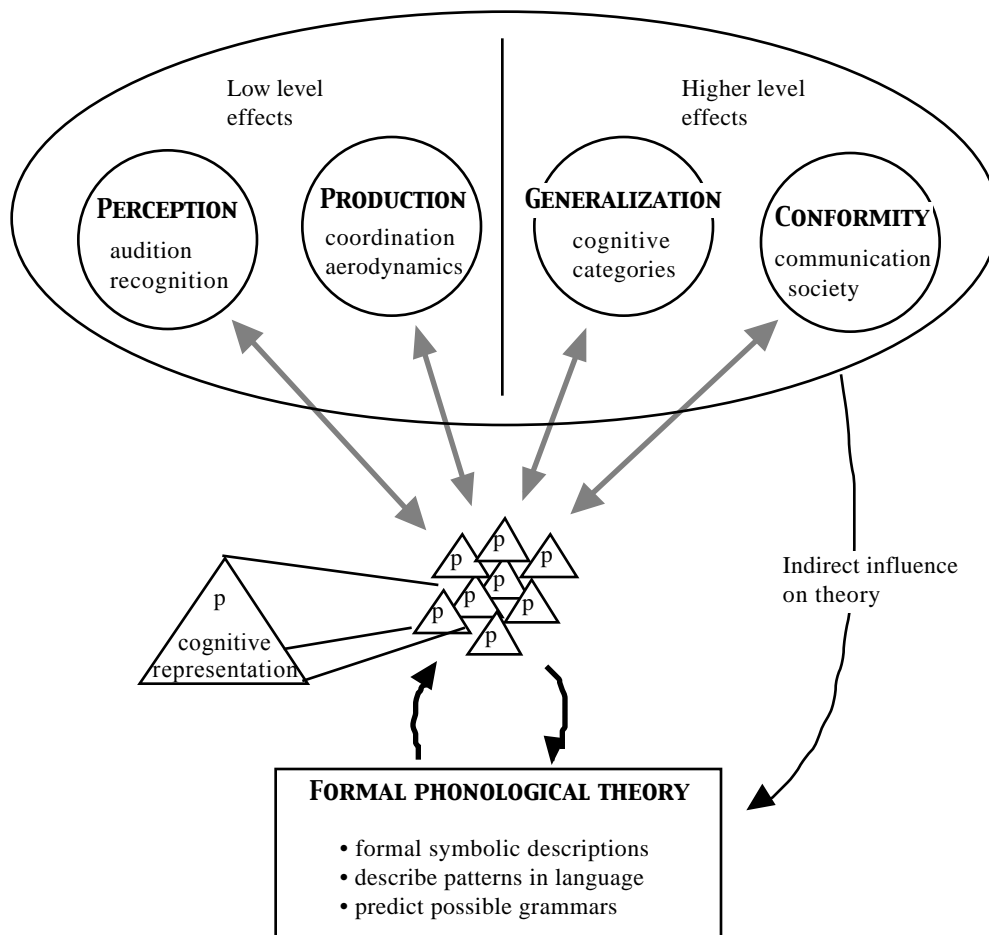 Low level
effects
Higher level
effects
PERCEPTION
audition
recognition
PRODUCTION
coordination
aerodynamics
GENERALIZATION
cognitive
categories
CONFORMITY
communication
society
p
p
p
p
p
p
p
p
p
cognitive
representation
Indirect influence
on theory
FORMAL PHONOLOGICAL THEORY
• formal symbolic descriptions
• describe patterns in language
• predict possible grammars